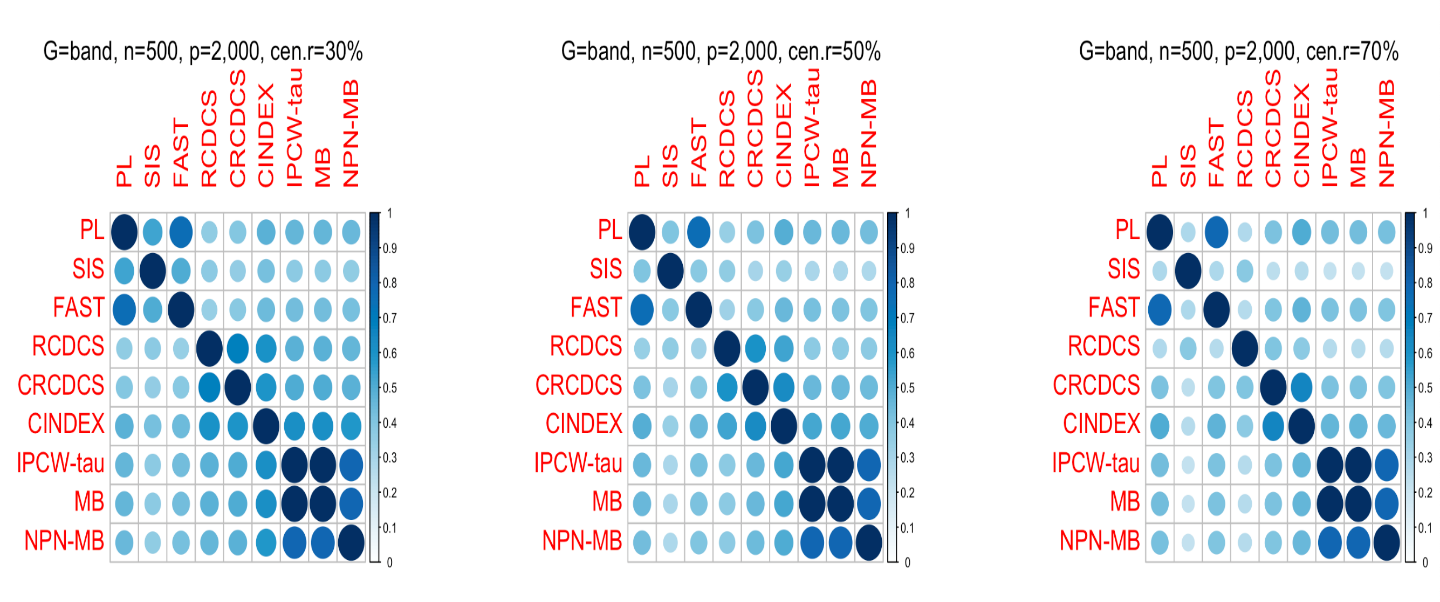 G=band, n=500, p=2,000, cen.r=30%
PL
SIS
FAST
RCDCS
CRCDCS
CINDEX
IPCW-tau
MB
NPN-MB
PL
SIS
FAST
RCDCS
CRCDCS
CINDEX
IPCW-tau
MB
NPN-MB
1
0.9
0.8
0.7
0.6
0.5
0.4
0.3
0.2
0.1
0
G=band, n=500, p=2,000, cen.r=50%
PL
SIS
FAST
RCDCS
CRCDCS
CINDEX
IPCW-tau
MB
NPN-MB
PL
SIS
FAST
RCDCS
CRCDCS
CINDEX
IPCW-tau
MB
NPN-MB
1
0.9
0.8
0.7
0.6
0.5
0.4
0.3
0.2
0.1
0
G=band, n=500, p=2,000, cen.r=70%
PL
SIS
FAST
RCDCS
CRCDCS
CINDEX
IPCW-tau
MB
NPN-MB
PL
SIS
FAST
RCDCS
CRCDCS
CINDEX
IPCW-tau
MB
NPN-MB
1
0.9
0.8
0.7
0.6
0.5
0.4
0.3
0.2
0.1
0